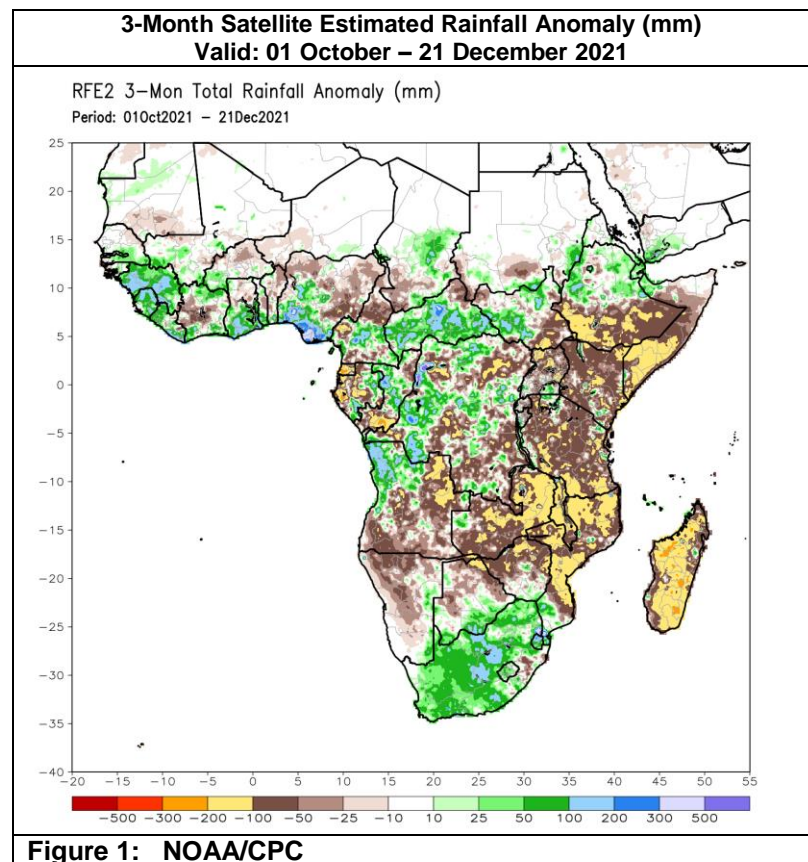 3-Month Satellite Estimated Rainfall Anomaly (mm)
Valid: 01 October – 21 December 2021
RFE2 3-Mon Total Rainfall Anomaly (mm)
Period: 01Oct2021 - 21Dec2021
25
20
15
10
5
0
-5
-10
-15
-20
-25
-30
-35
-40
-20 -15 -10 -5 0 5 10 15 20 25 30 35 40 45 50 55
-500 -300 -200 -100 -50 -25 -10 10 25 50 100 200 300 500
Figure 1: NOAA/CPC